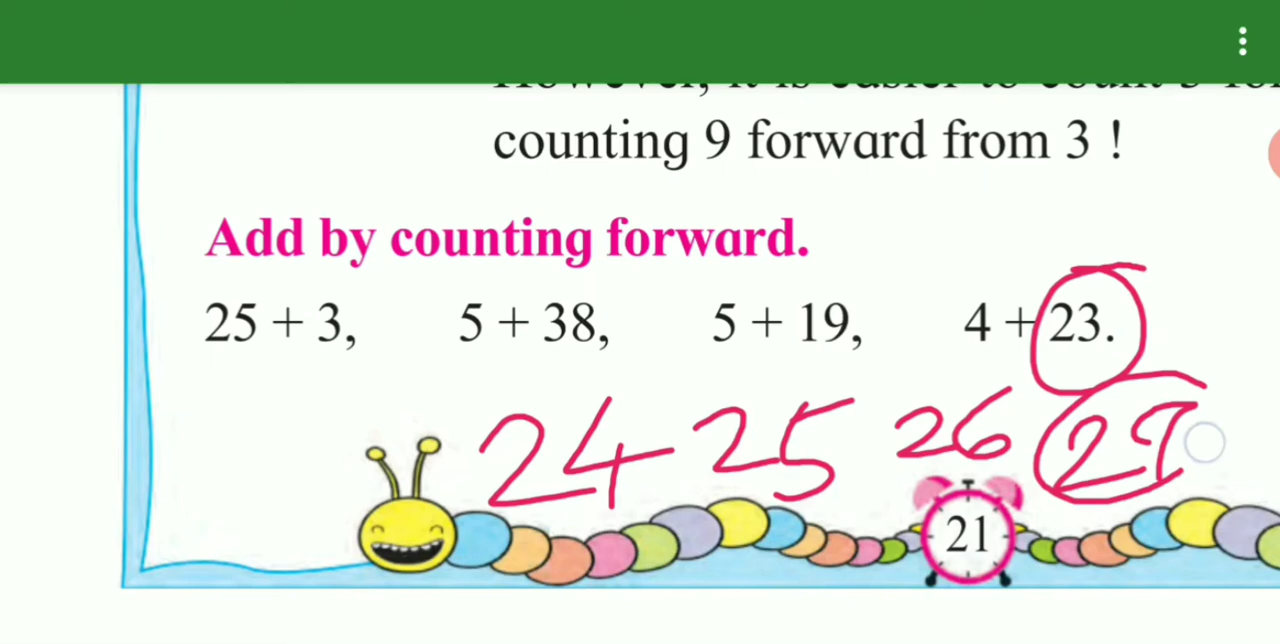 counting 9 forward from 3 !
Add by counting forward.
25 + 3, 5 + 38, 5 + 19, 4 + 23.
24 25 26 27
21